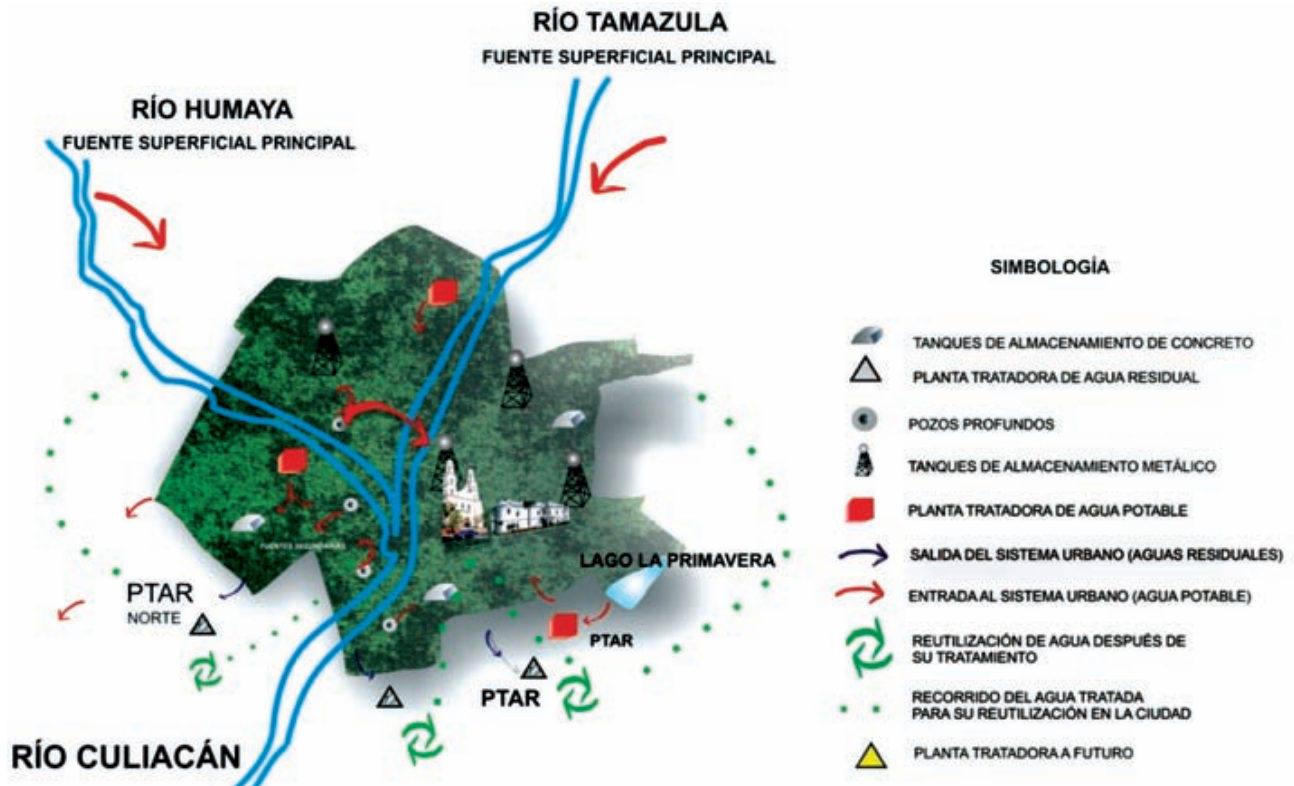 RÍO TAMAZULA
FUENTE SUPERFICIAL PRINCIPAL
RÍO HUMAYA
FUENTE SUPERFICIAL PRINCIPAL
SIMBOLOGÍA
TANQUES DE ALMACENAMIENTO DE CONCRETO
PLANTA TRATADORA DE AGUA RESIDUAL
POZOS PROFUNDOS
TANQUES DE ALMACENAMIENTO METÁLICO
PLANTA TRATADORA DE AGUA POTABLE
SALIDA DEL SISTEMA URBANO (AGUAS RESIDUALES)
ENTRADA AL SISTEMA URBANO (AGUA POTABLE)
REUTILIZACIÓN DE AGUA DESPUÉS DE
SU TRATAMIENTO
RECORRIDO DEL AGUA TRATADA
PARA SU REUTILIZACIÓN EN LA CIUDAD
PLANTA TRATADORA A FUTURO
FUENTES SECUNDARIAS
LAGO LA PRIMAVERA
PTAR
NORTE
PTAR
PTAR
RÍO CULIACÁN